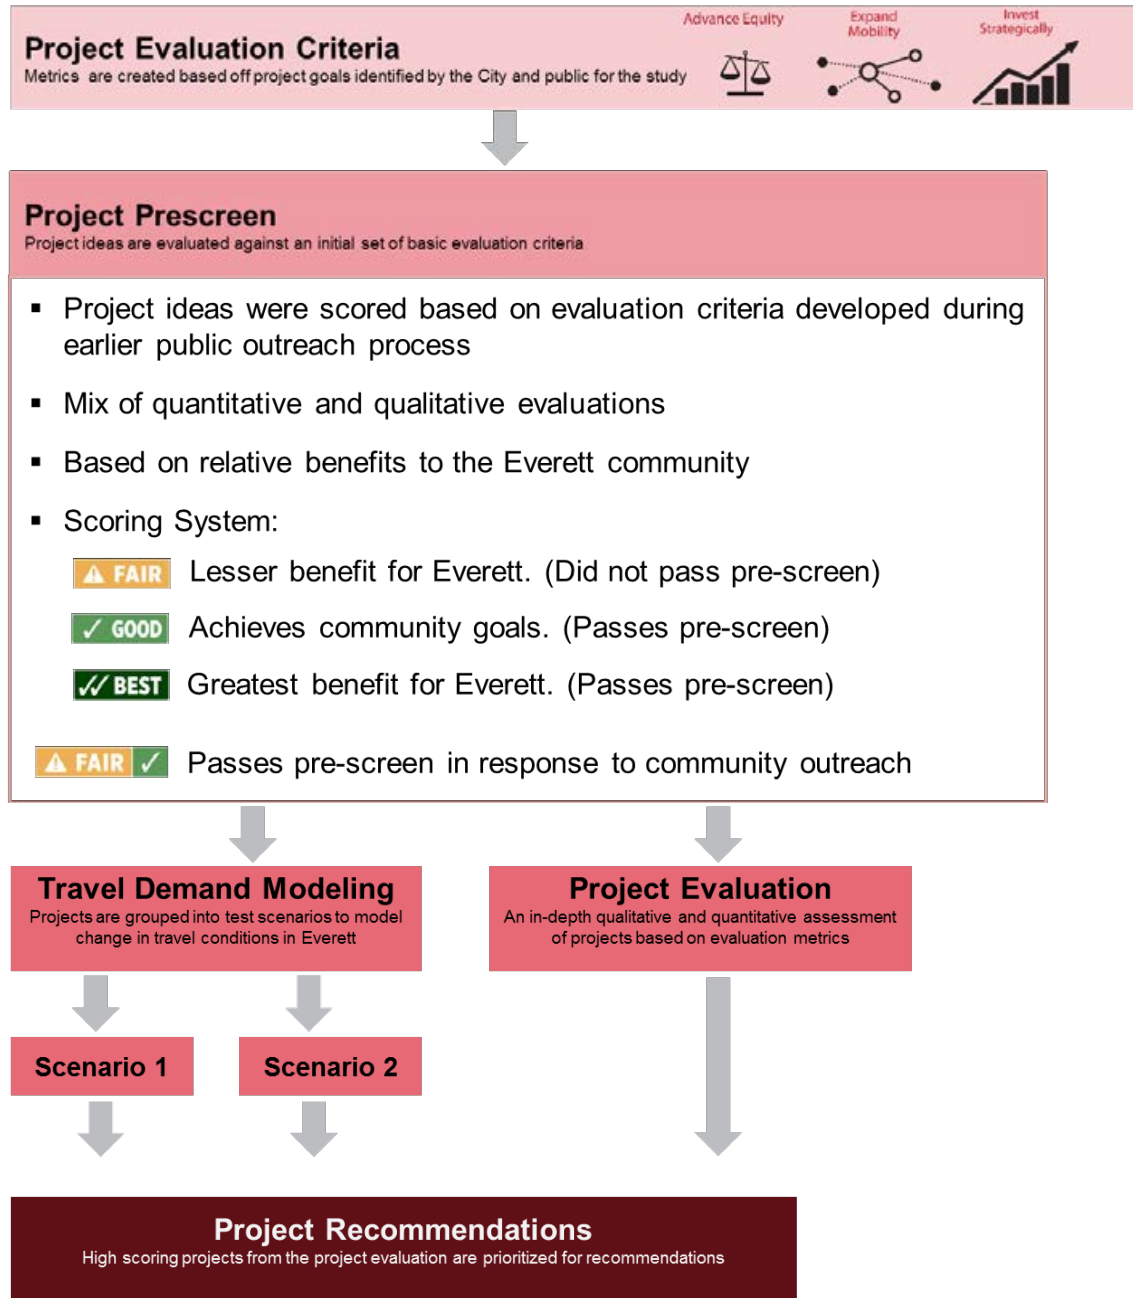 Advance Equity
Expand
Mobility
Invest
Strategically
Project Evaluation Criteria
Metrics are created based off project goals identified by the City and public for the study
Project Prescreen
Project ideas are evaluated against an initial set of basic evaluation criteria
▪ Project ideas were scored based on evaluation criteria developed during
earlier public outreach process
▪ Mix of quantitative and qualitative evaluations
▪ Based on relative benefits to the Everett community
▪ Scoring System:
FAIR Lesser benefit for Everett. (Did not pass pre-screen)
✓ GOOD Achieves community goals. (Passes pre-screen)
✓✓ BEST Greatest benefit for Everett. (Passes pre-screen)
FAIR ✓ Passes pre-screen in response to community outreach
Travel Demand Modeling
Projects are grouped into test scenarios to model
change in travel conditions in Everett
Project Evaluation
An in-depth qualitative and quantitative assessment
of projects based on evaluation metrics
Scenario 1
Scenario 2
Project Recommendations
High scoring projects from the project evaluation are prioritized for recommendations